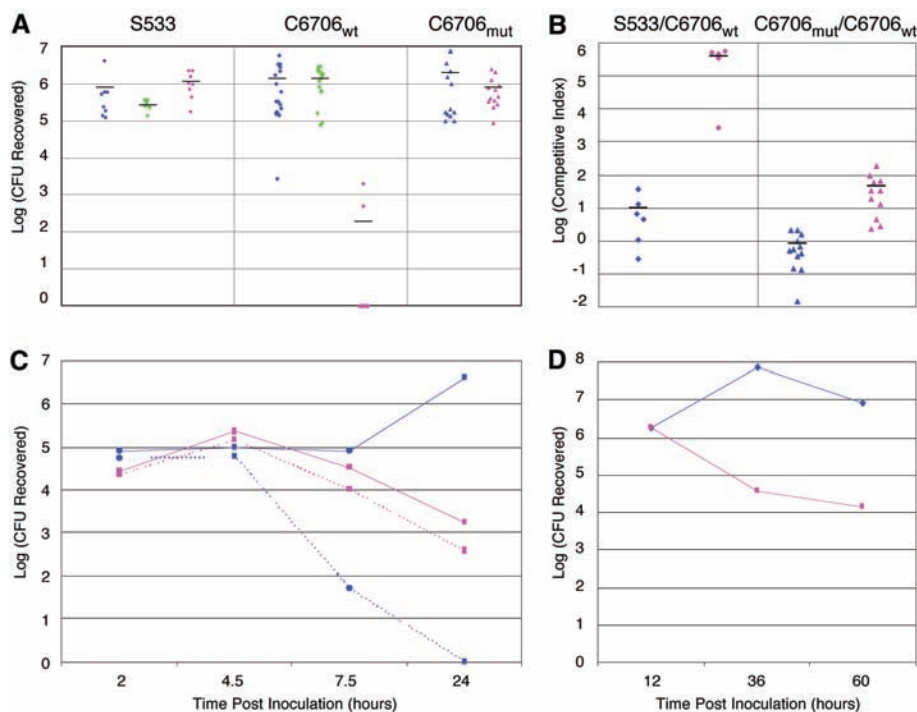 A
S533
C6706wt
C6706mut
Log (CFU Recovered)
7
6
5
4
3
2
1
0
B
S533/C6706wt
C6706mut/C6706wt
Log (Competitive Index)
6
5
4
3
2
1
0
-1
-2
C
Log (CFU Recovered)
7
6
5
4
3
2
1
0
2
4.5
7.5
24
Time Post Inoculation (hours)
D
Log (CFU Recovered)
8
7
6
5
4
3
2
1
0
12
36
60
Time Post Inoculation (hours)